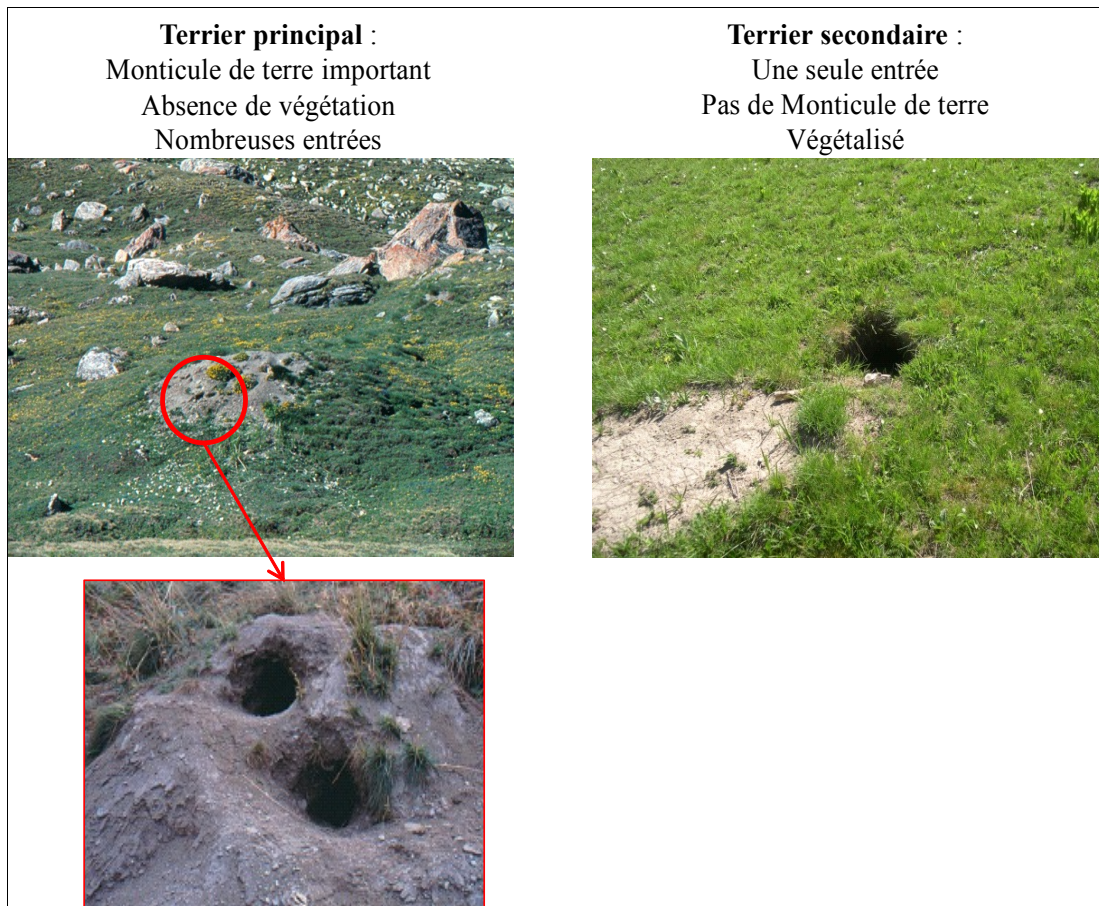 Terrier principal :
Monticule de terre important
Absence de végétation
Nombreuses entrées
Terrier secondaire :
Une seule entrée
Pas de Monticule de terre
Végétalisé